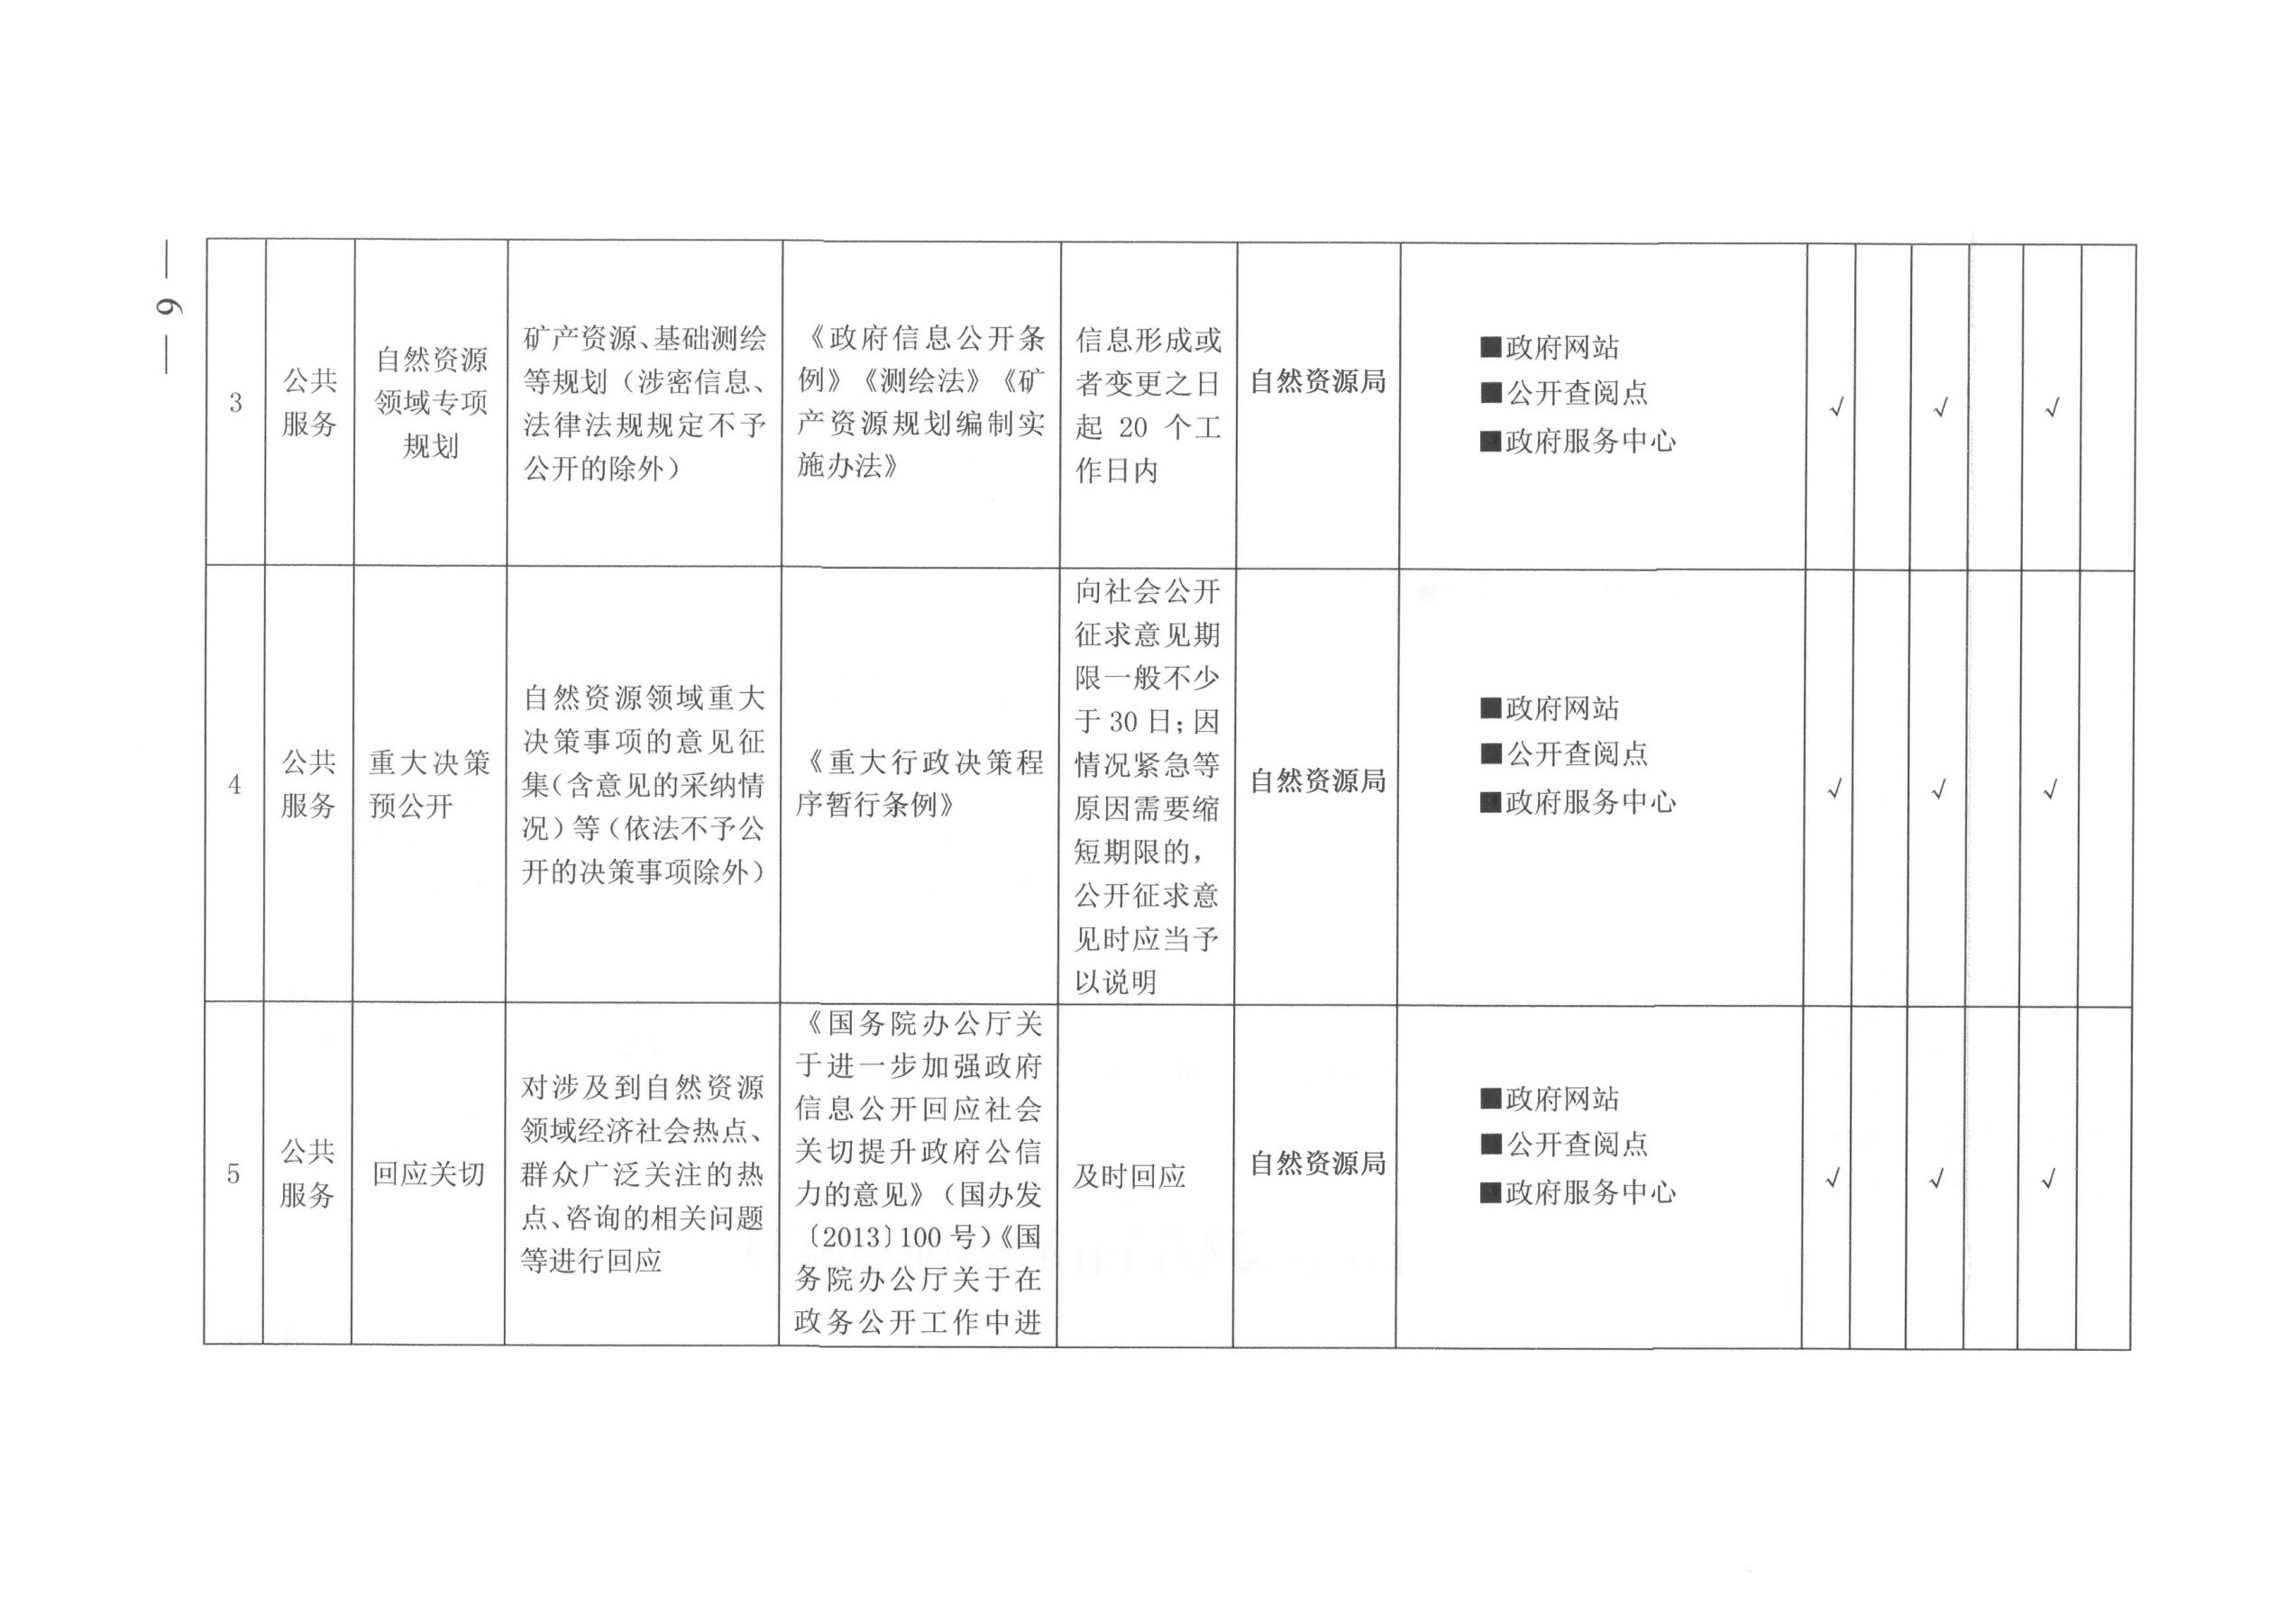 — 6 —
3
公共
服务
自然资源
领域专项
规划
矿产资源、基础测绘
等规划（涉密信息、
法律法规规定不予
公开的除外）
《政府信息公开条
例》《测绘法》《矿
产资源规划编制实
施办法》
信息形成或
者变更之日
起 20 个工
作日内
自然资源局
■政府网站
■公开查阅点
■政府服务中心
√
√
√
4
公共
服务
重大决策
预公开
自然资源领域重大
决策事项的意见征
集（含意见的采纳情
况）等（依法不予公
开的决策事项除外）
《重大行政决策程
序暂行条例》
向社会公开
征求意见期
限一般不少
于 30 日；因
情况紧急等
原因需要缩
短期限的，
公开征求意
见时应当予
以说明
自然资源局
■政府网站
■公开查阅点
■政府服务中心
√
√
√
5
公共
服务
回应关切
对涉及到自然资源
领域经济社会热点、
群众广泛关注的热
点、咨询的相关问题
等进行回应
《国务院办公厅关
于进一步加强政府
信息公开回应社会
关切提升政府公信
力的意见》（国办发
〔2013〕100 号）《国
务院办公厅关于在
政务公开工作中进
及时回应
自然资源局
■政府网站
■公开查阅点
■政府服务中心
√
√
√